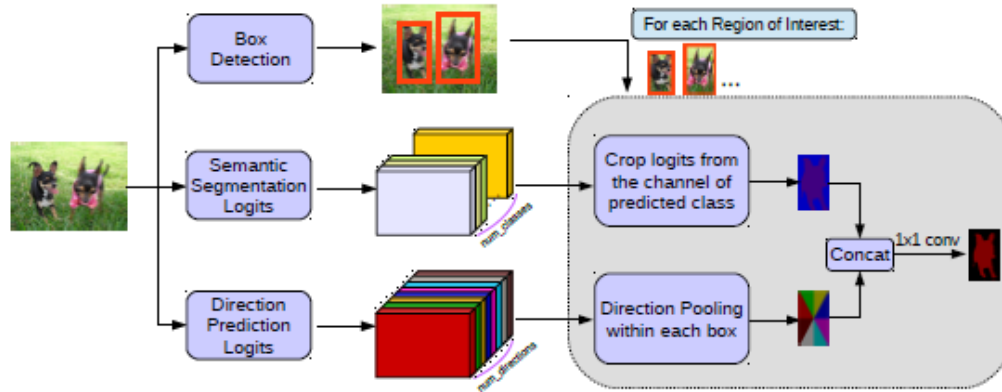 For each Region of Interest:
Box
Detection
...
Semantic
Segmentation
Logits
num_classes
Crop logits from
the channel of
predicted class
Concat
1x1 conv
Direction
Prediction
Logits
num_directions
Direction Pooling
within each box